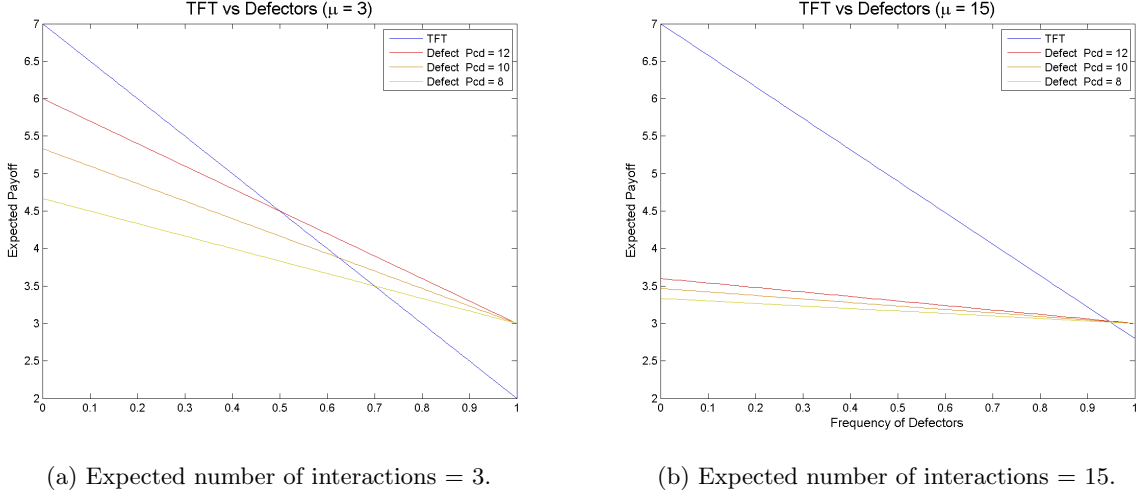 TFT vs Defectors (μ = 3)
7
6.5
6
5.5
5
4.5
4
3.5
3
2.5
2
Expected Payoff
0 0.1 0.2 0.3 0.4 0.5 0.6 0.7 0.8 0.9 1
TFT
Defect Pcd = 12
Defect Pcd = 10
Defect Pcd = 8
(a) Expected number of interactions = 3.
TFT vs Defectors (μ = 15)
7
6.5
6
5.5
5
4.5
4
3.5
3
2.5
2
Expected Payoff
0 0.1 0.2 0.3 0.4 0.5 0.6 0.7 0.8 0.9 1
Frequency of Defectors
TFT
Defect Pcd = 12
Defect Pcd = 10
Defect Pcd = 8
(b) Expected number of interactions = 15.